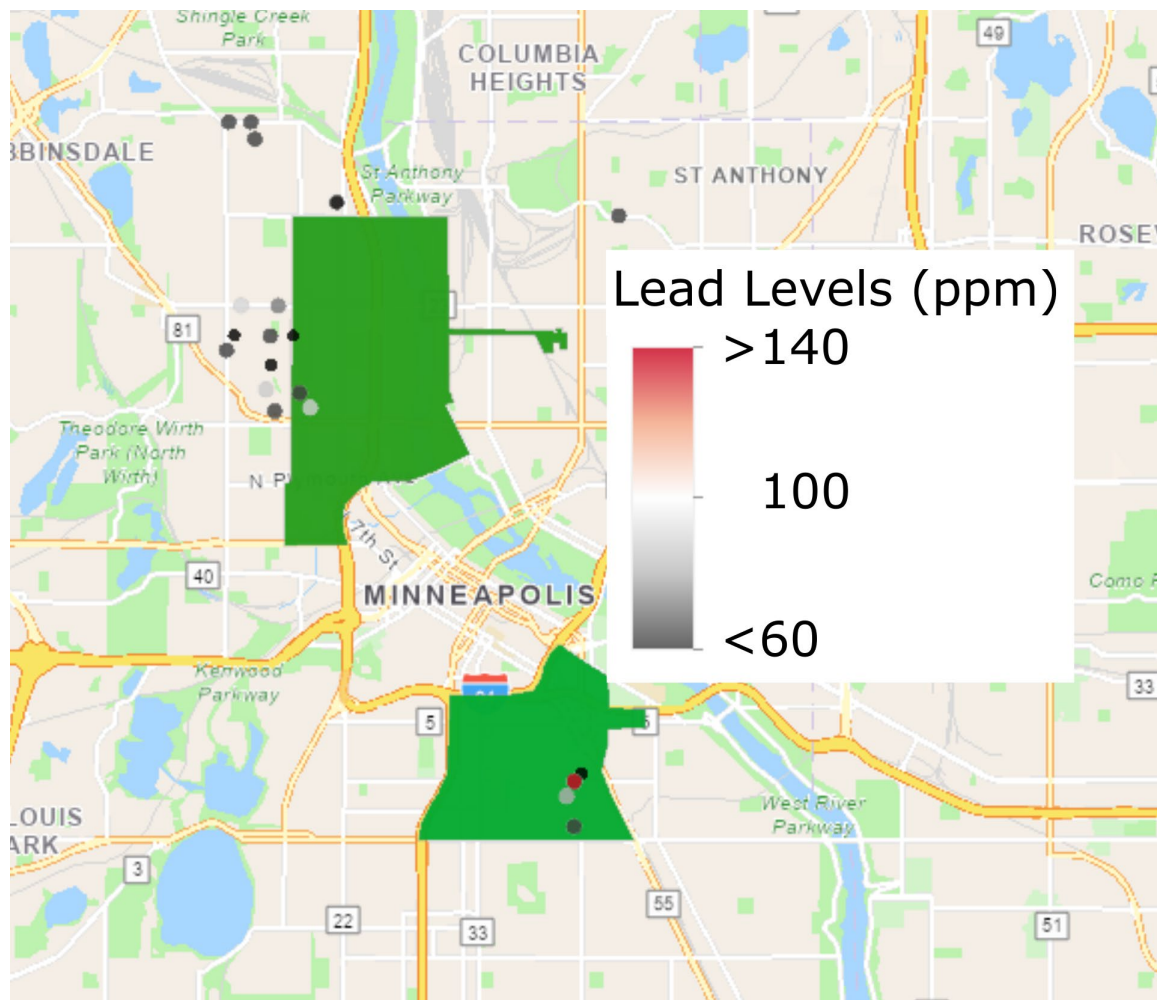 Shingle Creek
Park
COLUMBIA
HEIGHTS
49
BBINSDALE
St Anthony
Parkway
ST ANTHONY
ROSE
81
Lead Levels (ppm)
>140
100
<60
Theodore Wirth
Park (North
Wirth)
7th St
40
MINNEAPOLIS
Como
Kenwood
Parkway
33
5
LOUIS
ARK
West River
Parkway
3
22
33
55
51